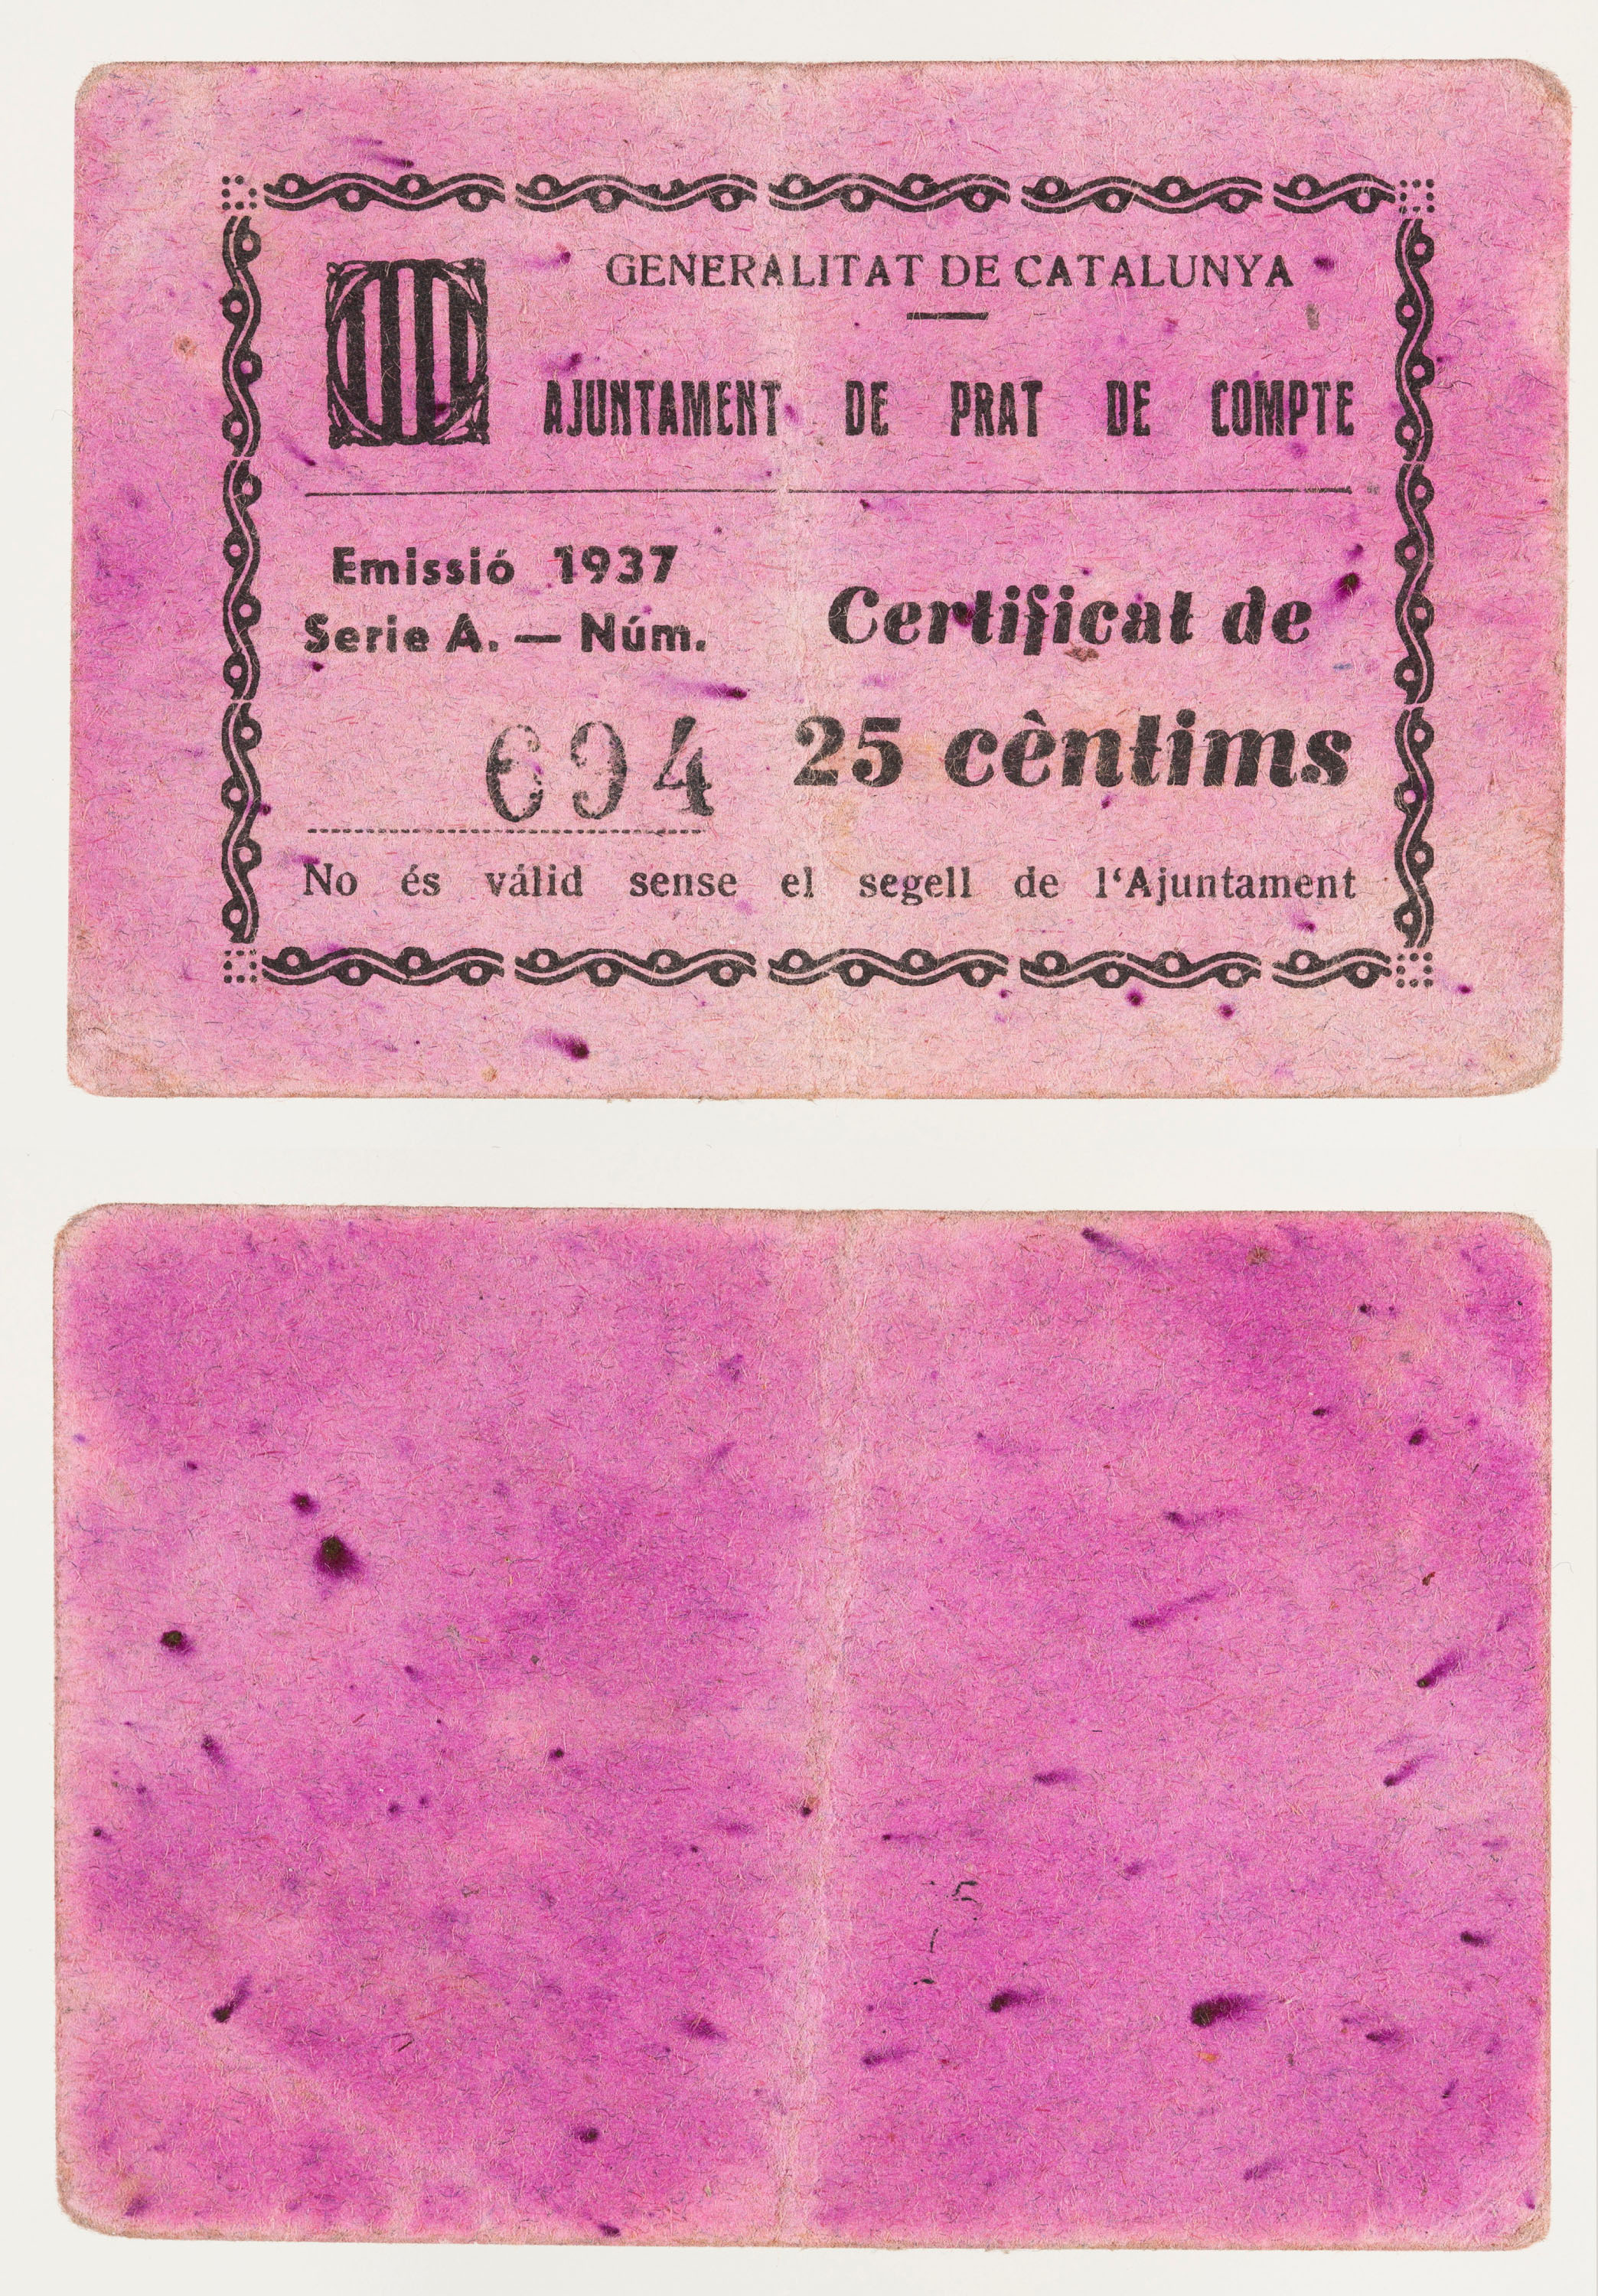 GENERALITAT DE CATALUNYA
AJUNTAMENT DE PRAT DE COMPTE
Emissió 1937
Serie A. — Núm.
694
Certificat de
25 cèntims
No és válid sense el segell de l‘Ajuntament